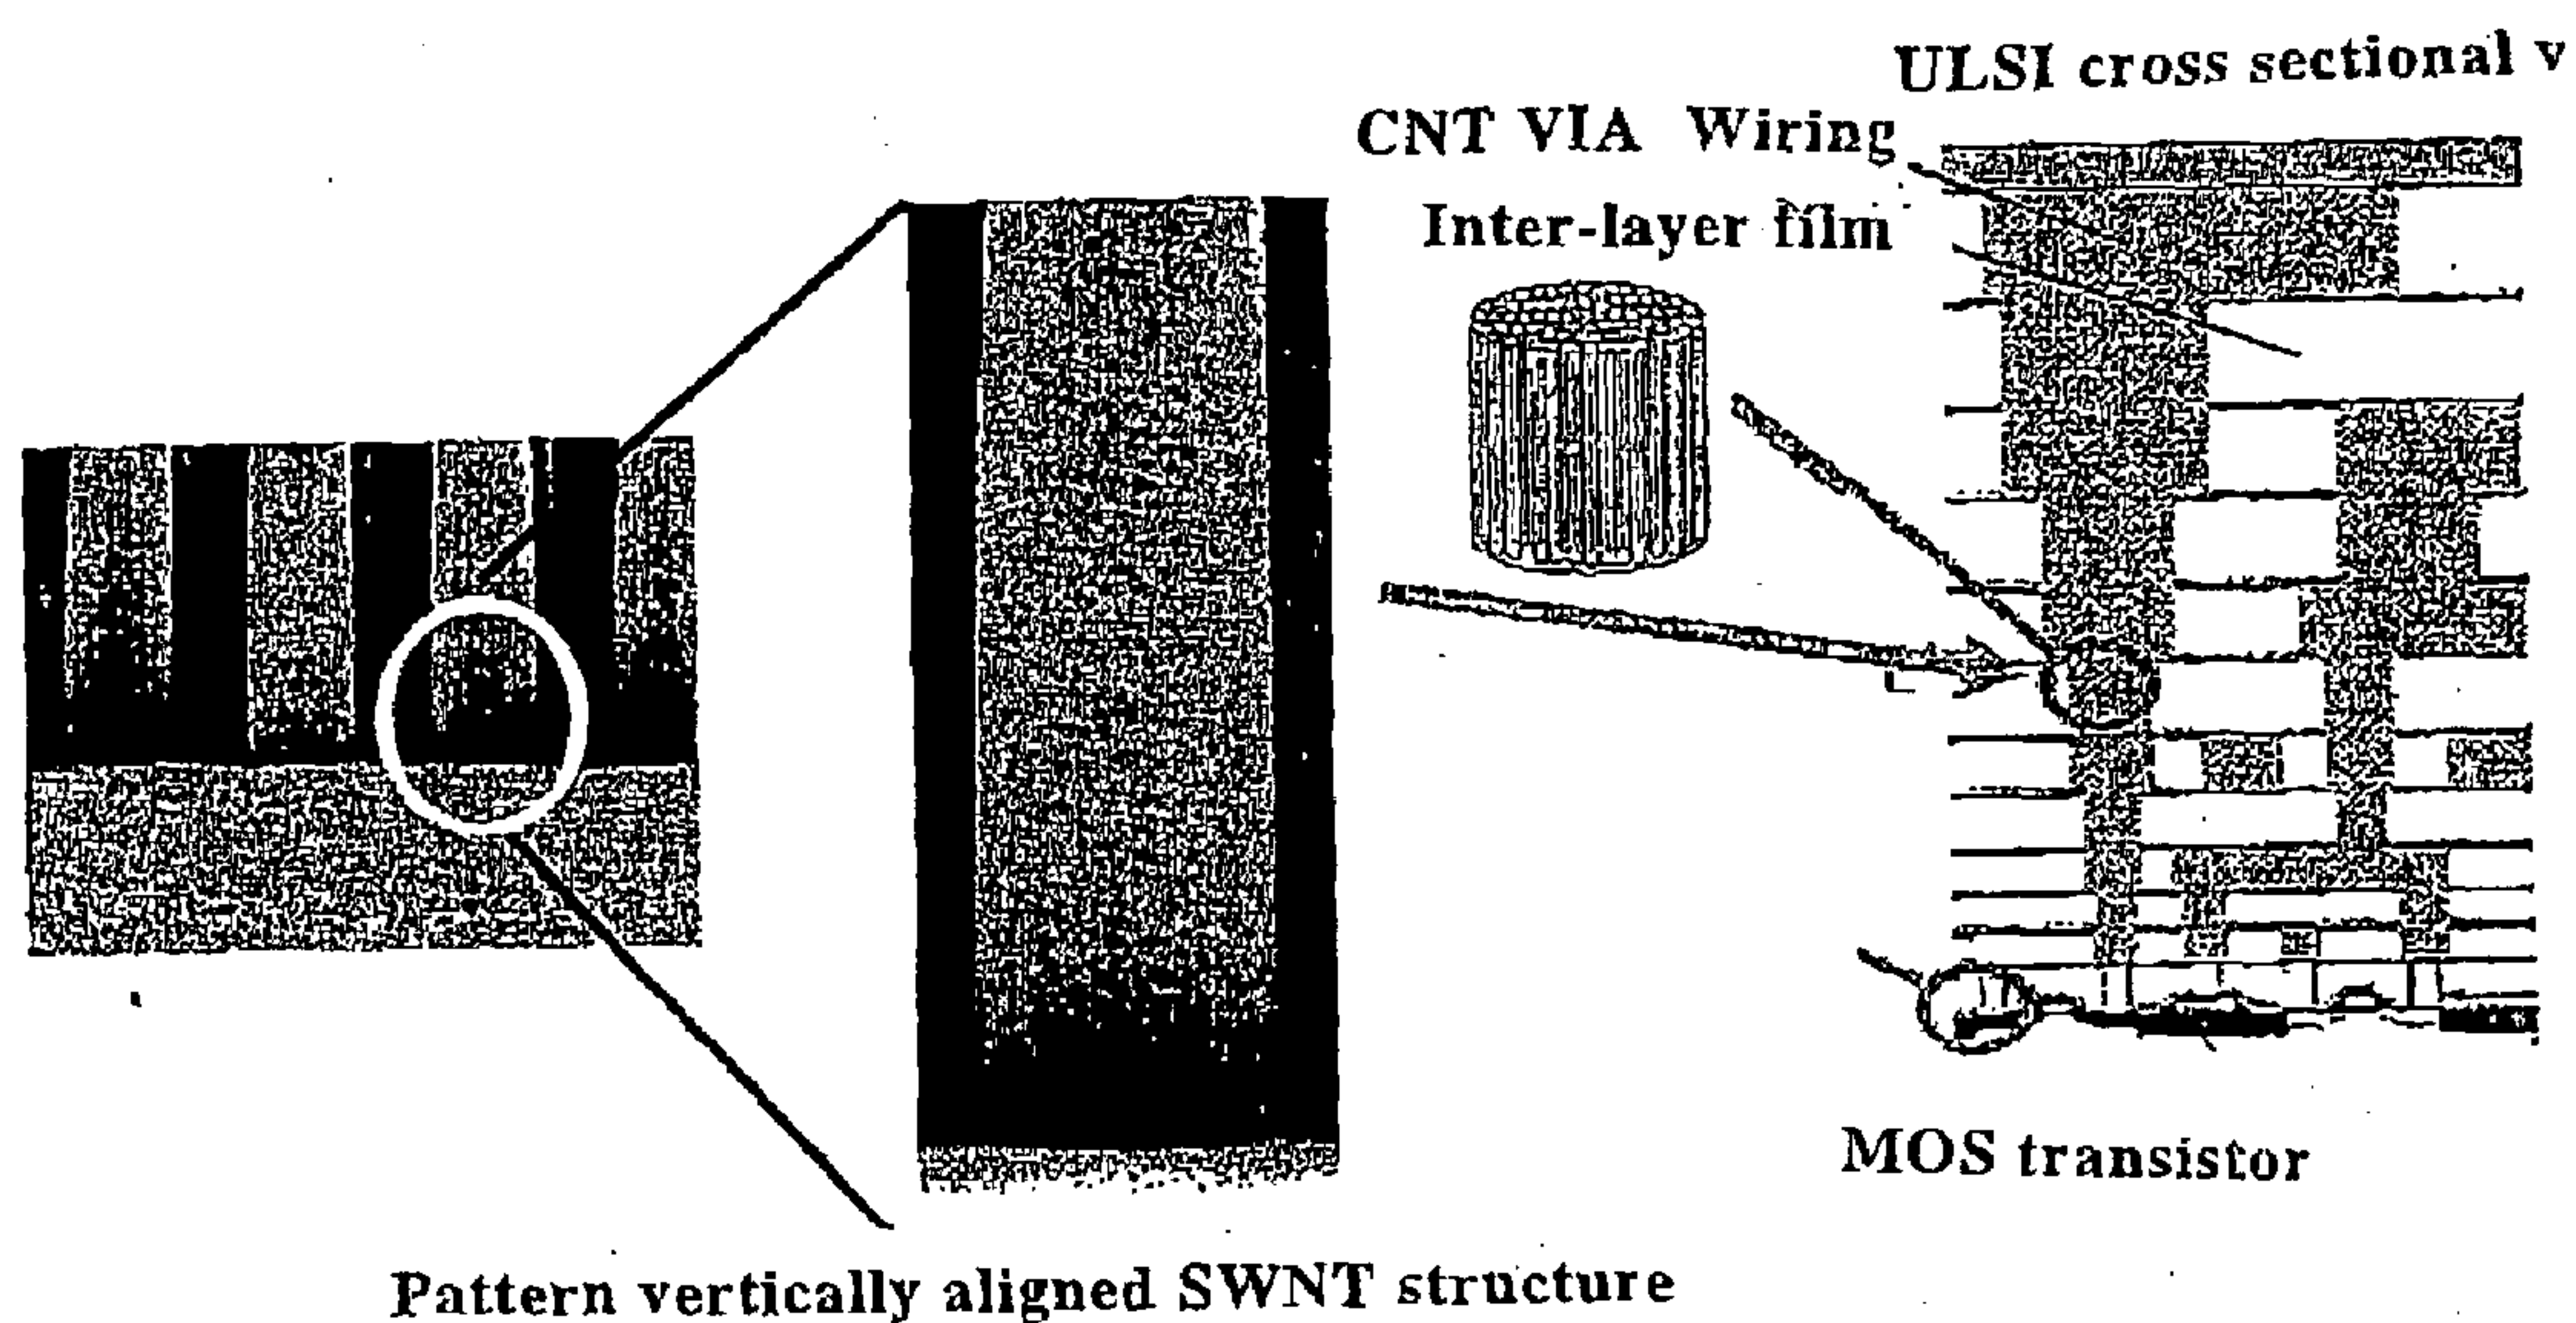 ULSI cross sectional v
CNT VIA Wiring
Inter-layer film
MOS transistor
Pattern vertically aligned SWNT structure